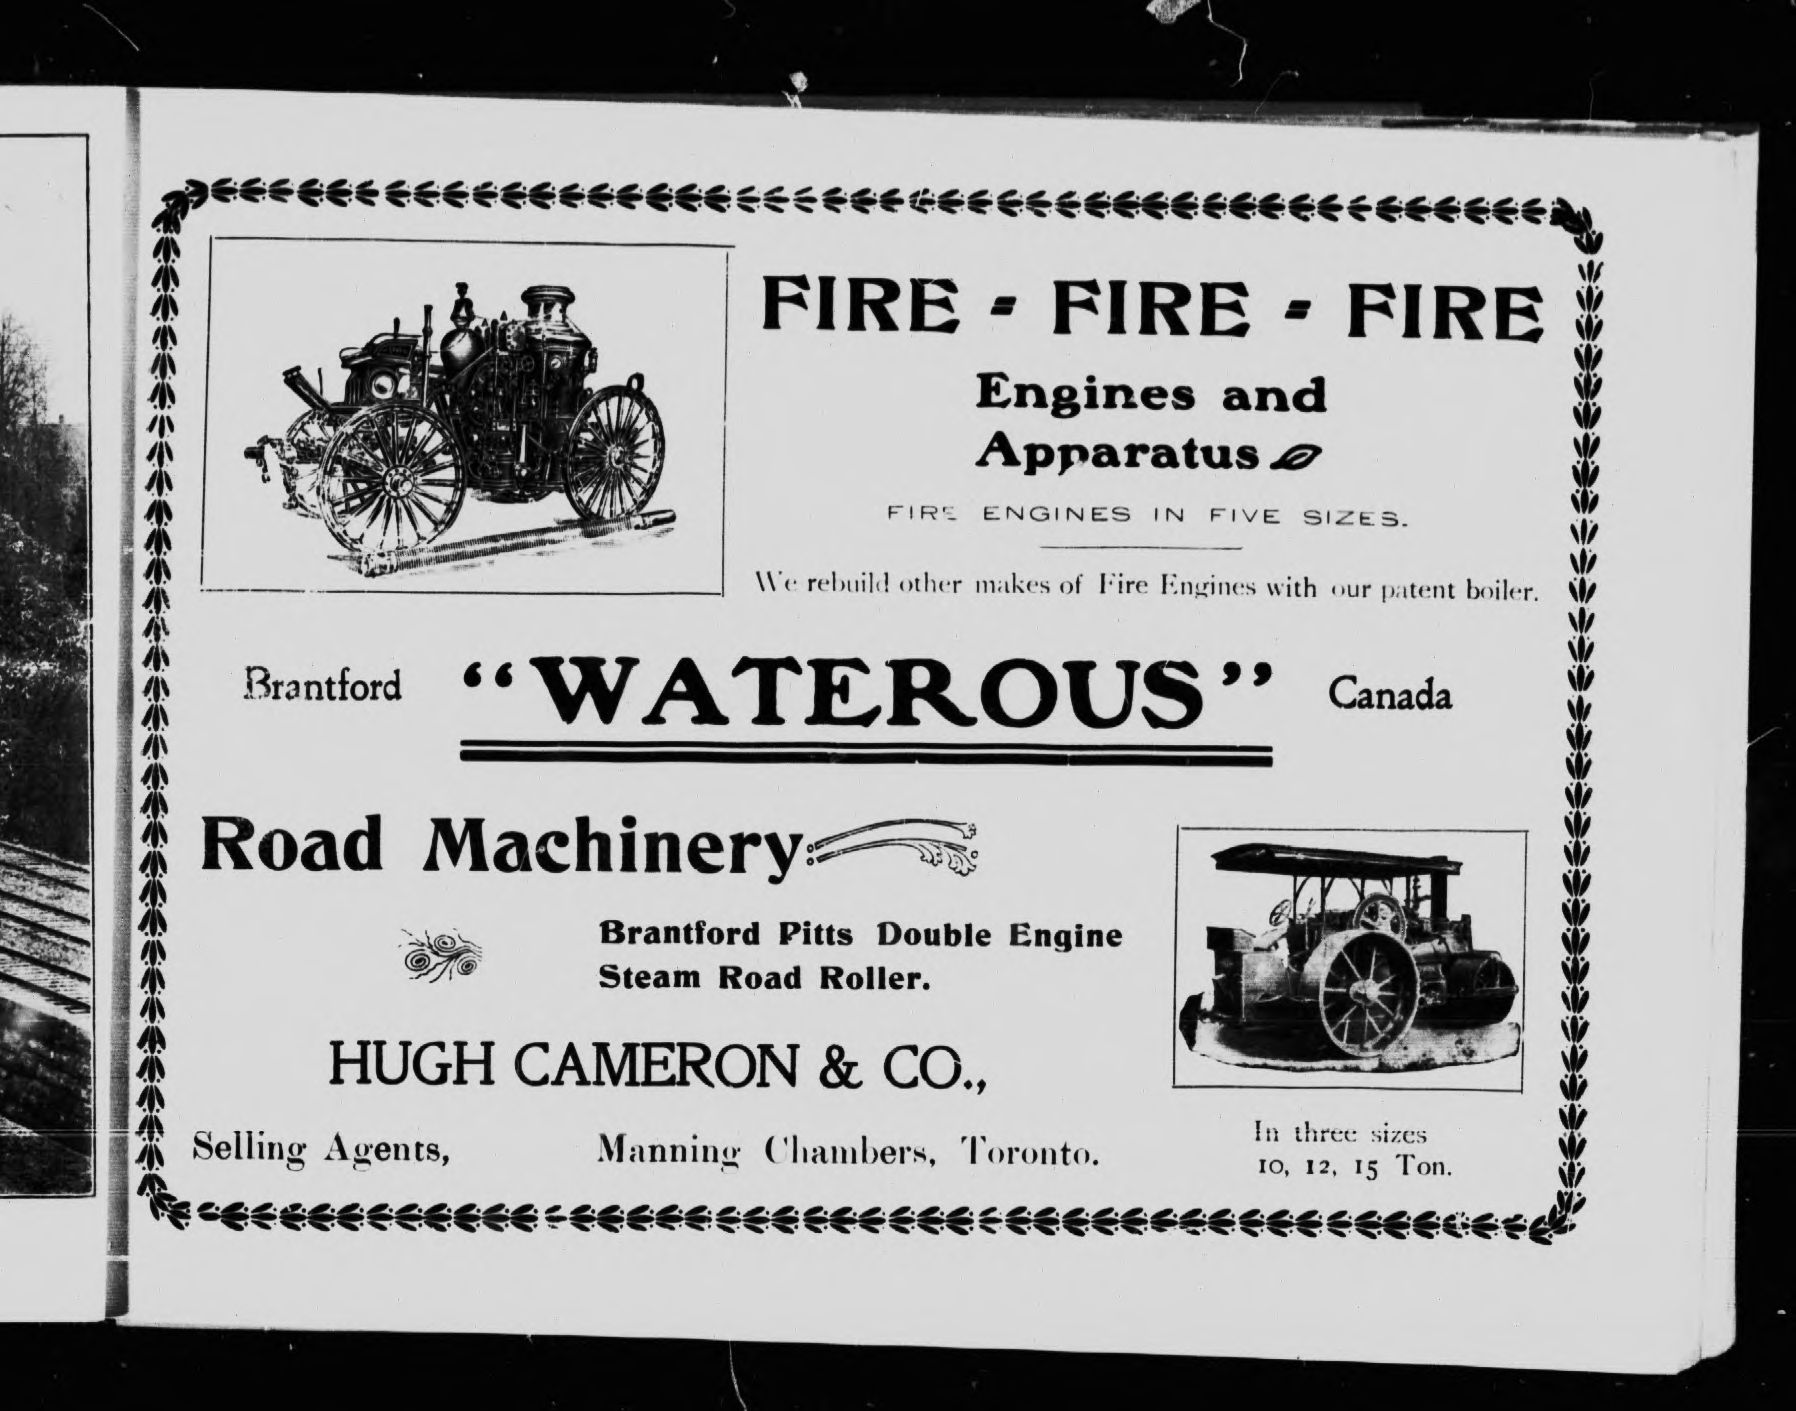 FIRE - FIRE - FIRE
Engines and
Apparatus
FIRE ENGINES IN FIVE SIZES.
We rebuild other makes of Fire Engines with our patent boiler.
Brantford "WATEROUS" Canada
Road Machinery
Brantford Pitts Double Engine
Steam Road Roller.
HUGH CAMERON & CO.,
Selling Agents, Manning Chambers, Toronto.
In three sizes
10, 12, 15 Ton.